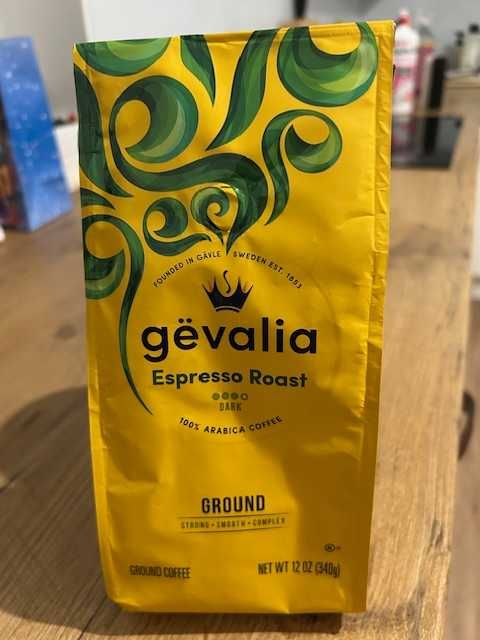 FOUNDED IN GÄVLE SWEDEN EST. 1853
gëvalia
Espresso Roast
DARK
100% ARABICA COFFEE
GROUND
STRONG • SMOOTH • COMPLEX
GROUND COFFEE
NET WT 12 OZ (340g)